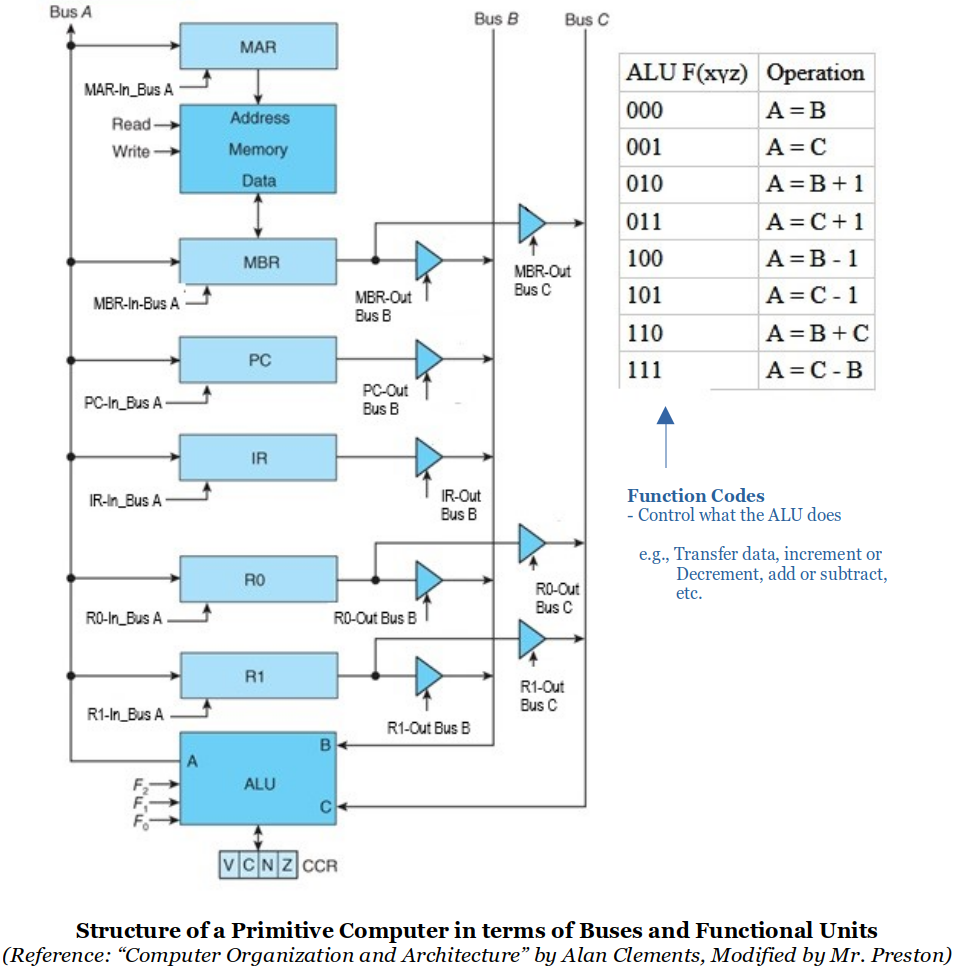 Bus A
Bus B
Bus C
MAR
MAR-In_Bus A
Read
Write
Address
Memory
Data
MBR
MBR-In-Bus A
MBR-Out
Bus B
MBR-Out
Bus C
PC
PC-In_Bus A
PC-Out
Bus B
IR
IR-In_Bus A
IR-Out
Bus B
R0
R0-In_Bus A
R0-Out Bus B
R0-Out
Bus C
R1
R1-In_Bus A
R1-Out Bus B
R1-Out
Bus C
A
B
ALU
C
F2
F1
F0
V C N Z CCR
ALU F(xyz) Operation
000 A = B
001 A = C
010 A = B + 1
011 A = C + 1
100 A = B - 1
101 A = C - 1
110 A = B + C
111 A = C - B
Function Codes
- Control what the ALU does
e.g., Transfer data, increment or
Decrement, add or subtract,
etc.
Structure of a Primitive Computer in terms of Buses and Functional Units
(Reference: “Computer Organization and Architecture” by Alan Clements, Modified by Mr. Preston)